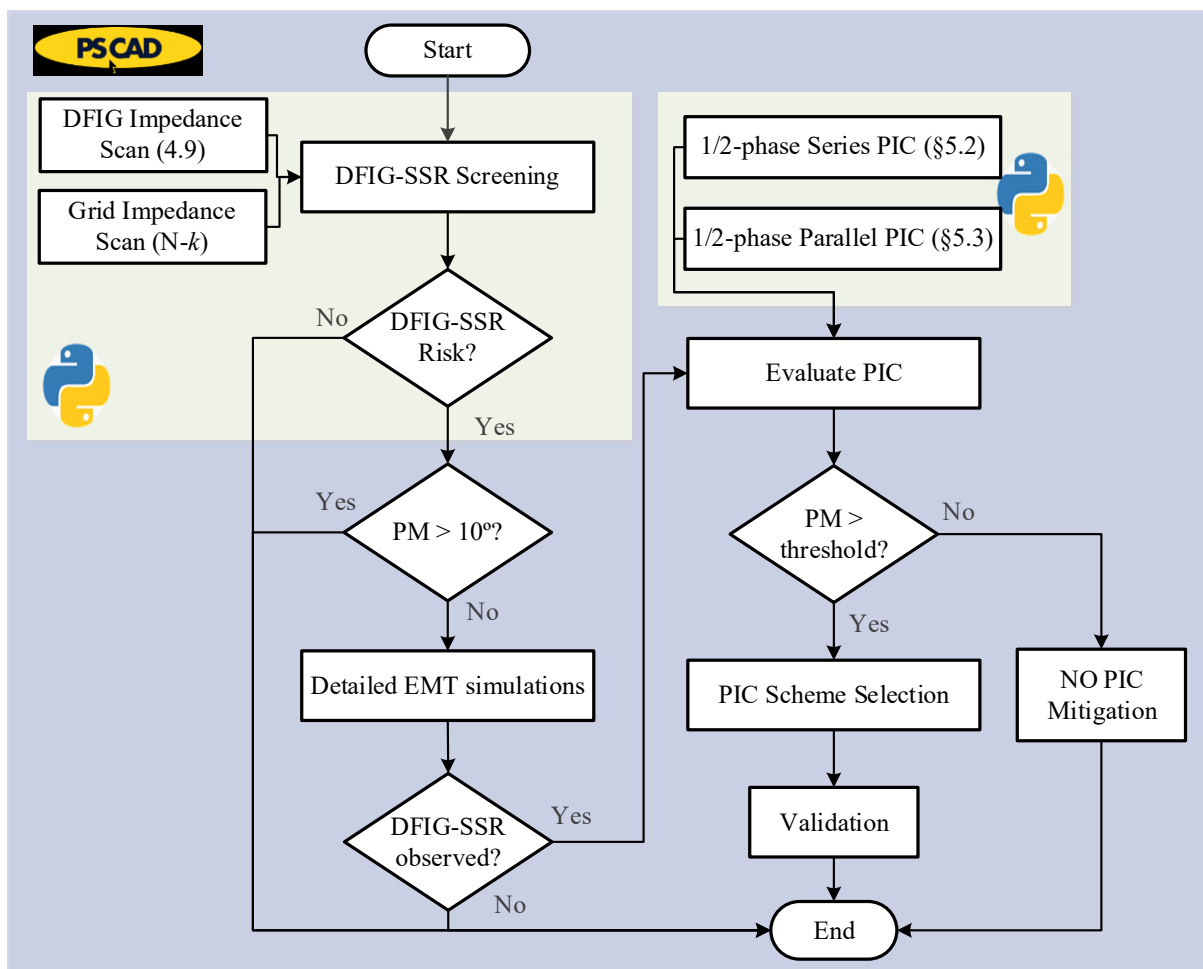 PSCAD
Start
DFIG Impedance
Scan (4.9)
Grid Impedance
Scan (N-k)
DFIG-SSR Screening
No
DFIG-SSR
Risk?
Yes
Yes
PM > 10º?
No
Detailed EMT simulations
DFIG-SSR
observed?
Yes
No
1/2-phase Series PIC (§5.2)
1/2-phase Parallel PIC (§5.3)
Evaluate PIC
PM >
threshold?
No
Yes
PIC Scheme Selection
NO PIC
Mitigation
Validation
End